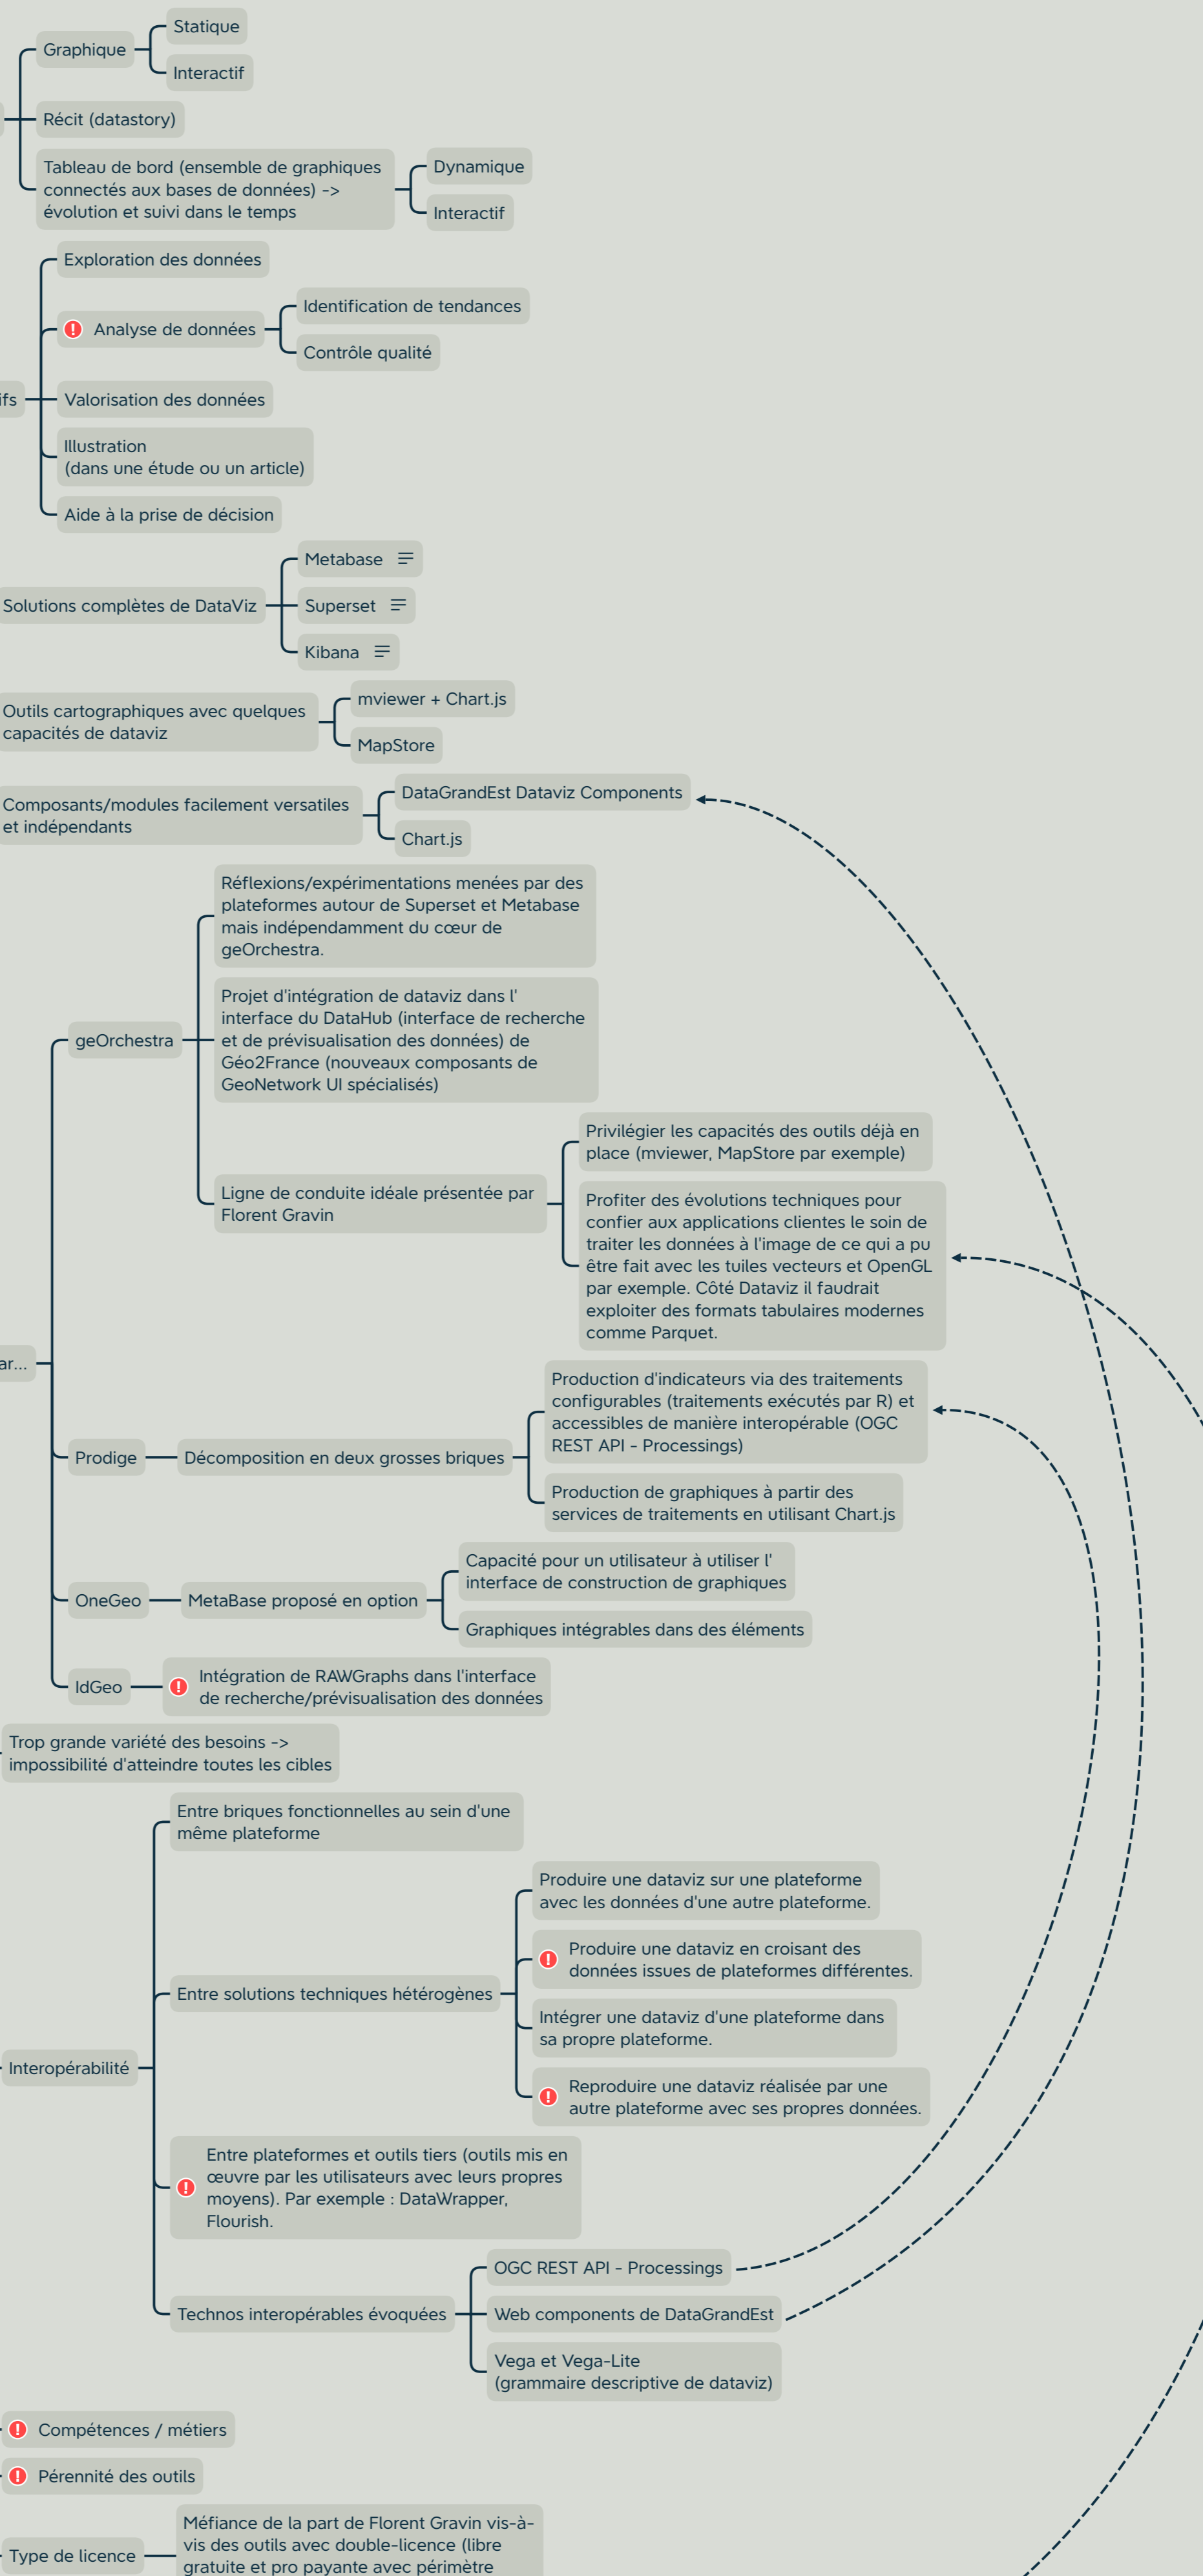 Statique
Graphique
Interactif
Récit (datastory)
Tableau de bord (ensemble de graphiques
connectés aux bases de données) ->
évolution et suivi dans le temps
Dynamique
Interactif
Exploration des données
Analyse de données
Identification de tendances
Contrôle qualité
ifs
Valorisation des données
Illustration
(dans une étude ou un article)
Aide à la prise de décision
Solutions complètes de DataViz
Metabase
Superset
Kibana
Outils cartographiques avec quelques
capacités de dataviz
mviewer + Chart.js
MapStore
Composants/modules facilement versatiles
et indépendants
DataGrandEst Dataviz Components
Chart.js
Réflexions/expérimentations menées par des
plateformes autour de Superset et Metabase
mais indépendamment du cœur de
geOrchestra.
geOrchestra
Projet d'intégration de dataviz dans l'
interface du DataHub (interface de recherche
et de prévisualisation des données) de
Géo2France (nouveaux composants de
GeoNetwork UI spécialisés)
Ligne de conduite idéale présentée par
Florent Gravin
Privilégier les capacités des outils déjà en
place (mviewer, MapStore par exemple)
Profiter des évolutions techniques pour
confier aux applications clientes le soin de
traiter les données à l'image de ce qui a pu
être fait avec les tuiles vecteurs et OpenGL
par exemple. Côté Dataviz il faudrait
exploiter des formats tabulaires modernes
comme Parquet.
ar...
Prodige
Décomposition en deux grosses briques
Production d'indicateurs via des traitements
configurables (traitements exécutés par R) et
accessibles de manière interopérable (OGC
REST API - Processings)
Production de graphiques à partir des
services de traitements en utilisant Chart.js
OneGeo
MetaBase proposé en option
Capacité pour un utilisateur à utiliser l'
interface de construction de graphiques
Graphiques intégrables dans des éléments
IdGeo
Intégration de RAWGraphs dans l'interface
de recherche/prévisualisation des données
Trop grande variété des besoins ->
impossibilité d'atteindre toutes les cibles
Interopérabilité
Entre briques fonctionnelles au sein d'une
même plateforme
Entre solutions techniques hétérogènes
Produire une dataviz sur une plateforme
avec les données d'une autre plateforme.
Produire une dataviz en croisant des
données issues de plateformes différentes.
Intégrer une dataviz d'une plateforme dans
sa propre plateforme.
Reproduire une dataviz réalisée par une
autre plateforme avec ses propres données.
Entre plateformes et outils tiers (outils mis en
œuvre par les utilisateurs avec leurs propres
moyens). Par exemple : DataWrapper,
Flourish.
Technos interopérables évoquées
OGC REST API - Processings
Web components de DataGrandEst
Vega et Vega-Lite
(grammaire descriptive de dataviz)
Compétences / métiers
Pérennité des outils
Type de licence
Méfiance de la part de Florent Gravin vis-à-
vis des outils avec double-licence (libre
gratuite et pro payante avec périmètre